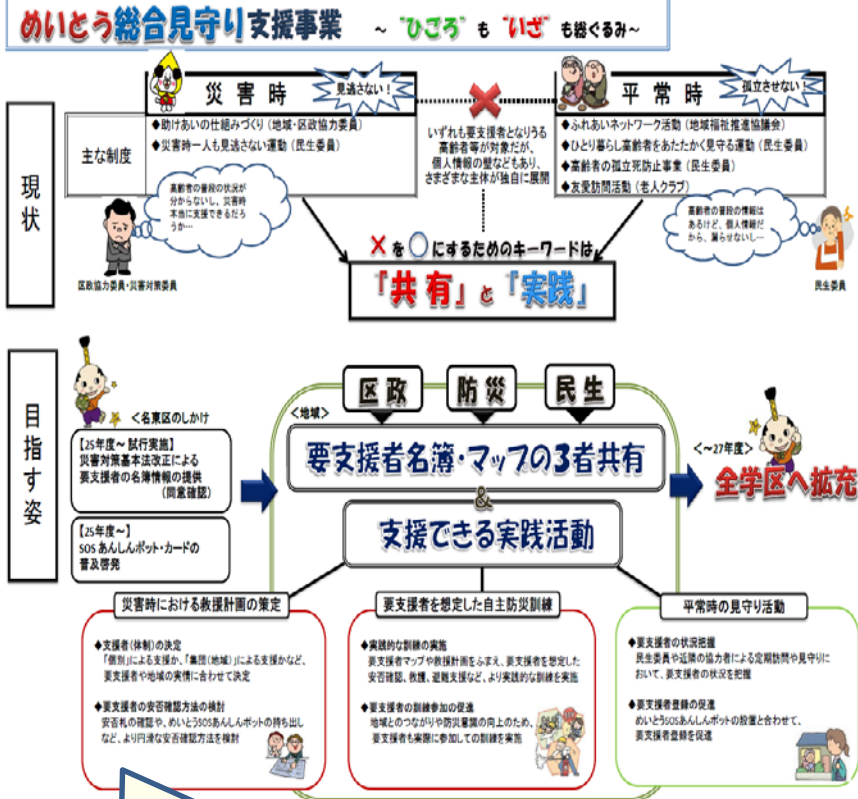 めいとう総合見守り支援事業 ～ “ひごろ” も “いざ” も総ぐるみ～
現状
主な制度
災害時
見逃さない！
◆助けあいの仕組みづくり（地域・区政協力委員）
◆災害時一人も見逃さない運動（民生委員）
いずれも要支援者となりうる
高齢者等が対象だが、
個人情報の壁などもあり、
さまざまな主体が独自に展開
平常時
孤立させない！
◆ふれあいネットワーク活動（地域福祉推進協議会）
◆ひとり暮らし高齢者をあたたかく見守る運動（民生委員）
◆高齢者の孤立死防止事業（民生委員）
◆友愛訪問活動（老人クラブ）
高齢者の普段の状況が
分からないし、災害時
本当に支援できるだろ
うか…
区政協力委員・災害対策委員
高齢者の普段の情報は
あるけど、個人情報だ
から、漏らせないし…
民生委員
×を○にするためのキーワードは
「共有」と「実践」
目指す姿
＜名東区のしかけ
【25年度～試行実施】
災害対策基本法改正による
要支援者の名簿情報の提供
（同意確認）
【25年度～】
SOSあんしんポット・カードの
普及啓発
＜地域＞
区政
防災
民生
要支援者名簿・マップの3者共有
&
支援できる実践活動
＜～27年度＞
全学区へ拡充
災害時における救援計画の策定
◆支援者（体制）の決定
「個別」による支援か、「集団（地域）」による支援かなど、
要支援者や地域の実情に合わせて決定
◆要支援者の安否確認方法の検討
安否札の確認や、めいとうSOSあんしんポットの持ち出し
など、より円滑な安否確認方法を検討
要支援者を想定した自主防災訓練
◆実践的な訓練の実施
要支援者マップや救援計画をふまえ、要支援者を想定した
安否確認、救護、避難支援など、より実践的な訓練を実施
◆要支援者の訓練参加の促進
地域とのつながりや防災意識の向上のため、
要支援者も実際に参加しての訓練を実施
平常時の見守り活動
◆要支援者の状況把握
民生委員や近隣の協力者による定期訪問や見守りに
おいて、要支援者の状況を把握
◆要支援者登録の促進
めいとうSOSあんしんポットの設置と合わせて、
要支援者登録を促進